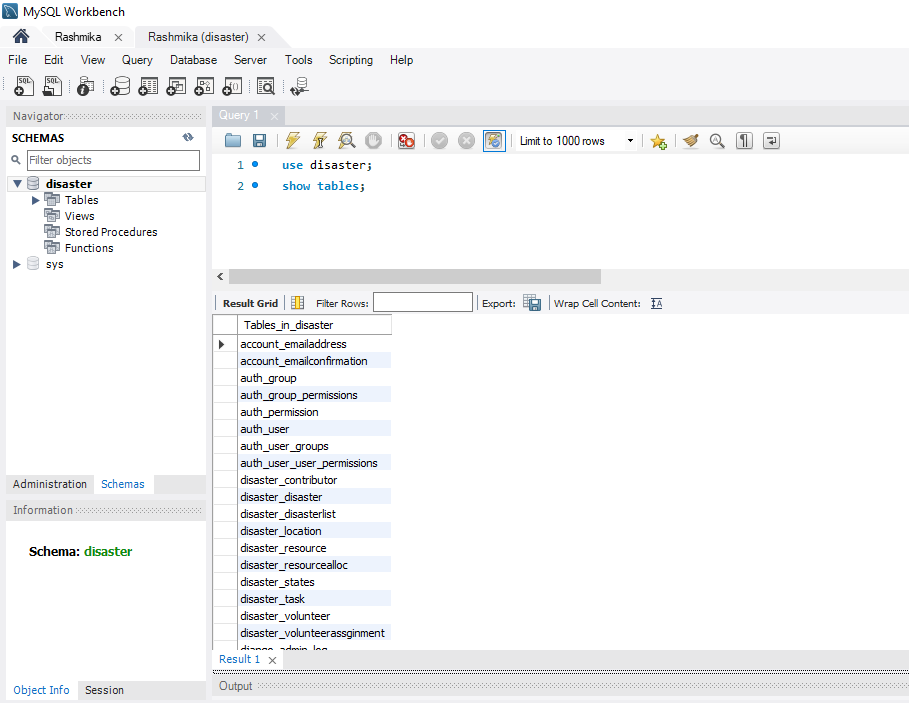 MySQL Workbench
Rashmika
Rashmika (disaster)
File Edit View Query Database Server Tools Scripting Help
Navigator
SCHEMAS
Filter objects
disaster
Tables
Views
Stored Procedures
Functions
sys
Administration Schemas
Information
Schema: disaster
Object Info Session
Query 1
Limit to 1000 rows
1 use disaster;
2 show tables;
Result Grid Filter Rows: Export: Wrap Cell Content:
Tables_in_disaster
account_emailaddress
account_emailconfirmation
auth_group
auth_group_permissions
auth_permission
auth_user
auth_user_groups
auth_user_user_permissions
disaster_contributor
disaster_disaster
disaster_disasterlist
disaster_location
disaster_resource
disaster_resourcealloc
disaster_states
disaster_task
disaster_volunteer
disaster_volunteerassginment
django_admin_log
Result 1
Output